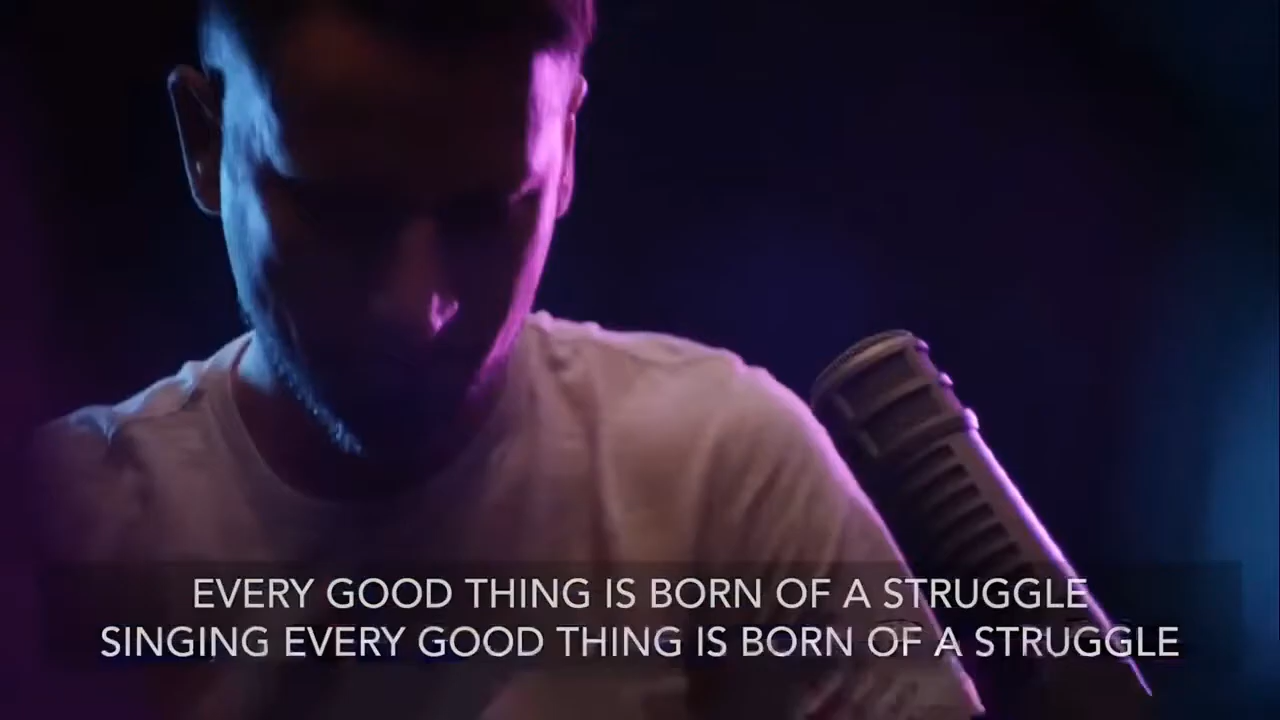 EVERY GOOD THING IS BORN OF A STRUGGLE
SINGING EVERY GOOD THING IS BORN OF A STRUGGLE